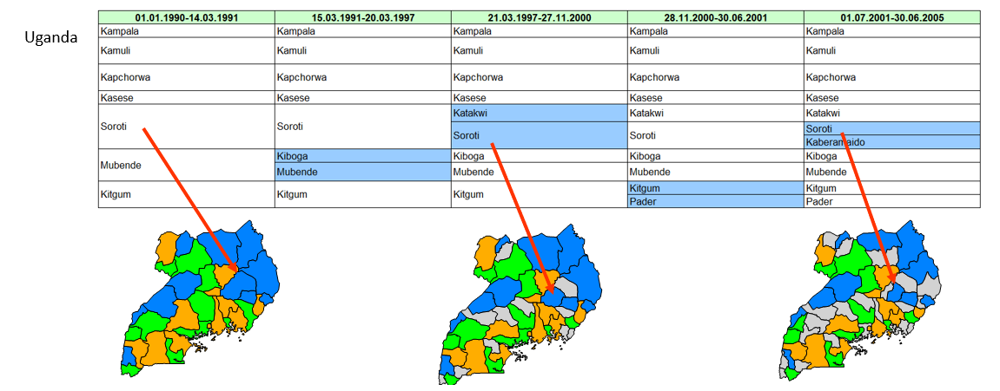 01.01.1990-14.03.1991 15.03.1991-20.03.1997 21.03.1997-27.11.2000 28.11.2000-30.06.2001 01.07.2001-30.06.2005
Uganda
Kampala Kampala Kampala Kampala Kampala
Kamuli Kamuli Kamuli Kamuli Kamuli
Kapchorwa Kapchorwa Kapchorwa Kapchorwa Kapchorwa
Kasese Kasese Kasese Kasese Kasese
Katakwi Katakwi Katakwi
Soroti Soroti Soroti Soroti Soroti
Kaberamaido
Kiboga Kiboga Kiboga Kiboga
Mubende Mubende Mubende Mubende Mubende
Kitgum Kitgum Kitgum Kitgum Kitgum
Pader Pader